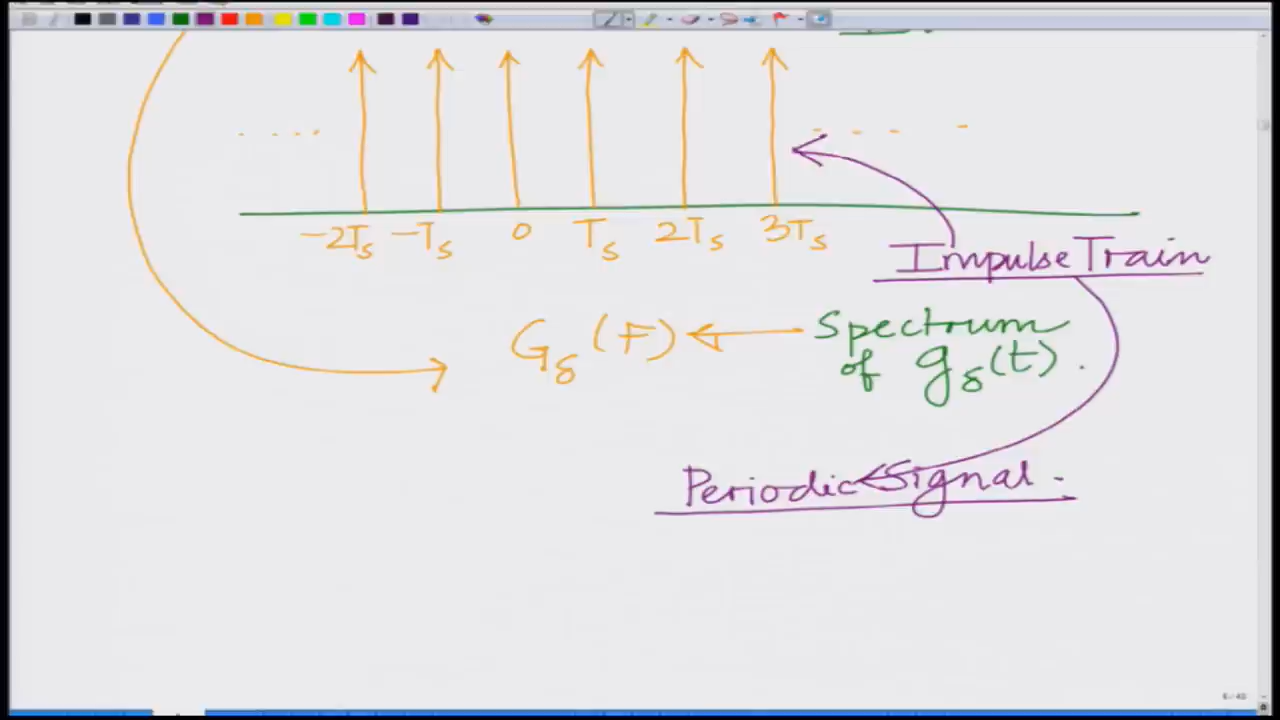 -2Ts -Ts 0 Ts 2Ts 3Ts
Impulse Train
Gδ(F) Spectrum
of gδ(t).
Periodic Signal.